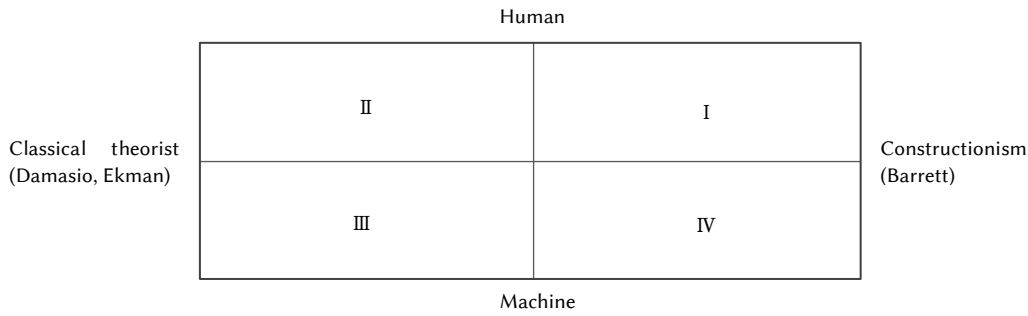 Human
Ⅱ
Ⅰ
Classical theorist
(Damasio, Ekman)
Constructionism
(Barrett)
Ⅲ
Ⅳ
Machine